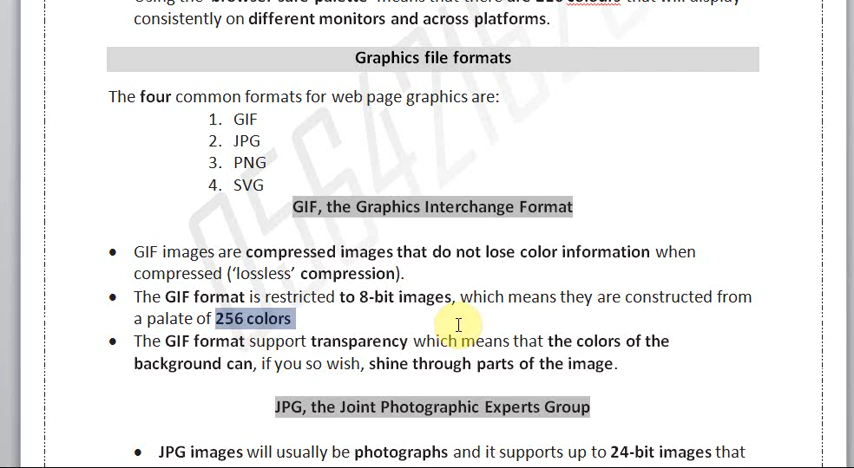 consistently on different monitors and across platforms.
Graphics file formats
The four common formats for web page graphics are:
1. GIF
2. JPG
3. PNG
4. SVG
GIF, the Graphics Interchange Format
• GIF images are compressed images that do not lose color information when
compressed (‘lossless’ compression).
• The GIF format is restricted to 8-bit images, which means they are constructed from
a palate of 256 colors
• The GIF format support transparency which means that the colors of the
background can, if you so wish, shine through parts of the image.
JPG, the Joint Photographic Experts Group
• JPG images will usually be photographs and it supports up to 24-bit images that